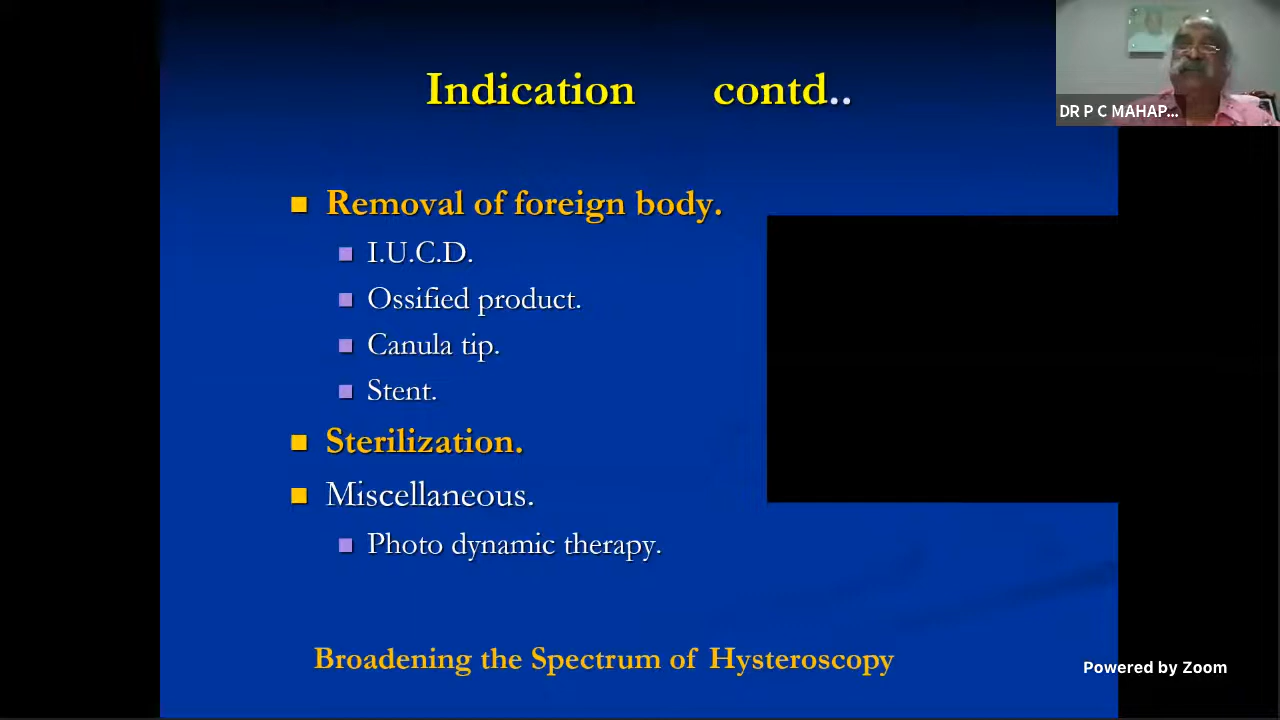 Indication contd..
DR P C MAHAP...
Removal of foreign body.
I.U.C.D.
Ossified product.
Canula tip.
Stent.
Sterilization.
Miscellaneous.
Photo dynamic therapy.
Broadening the Spectrum of Hysteroscopy
Powered by Zoom